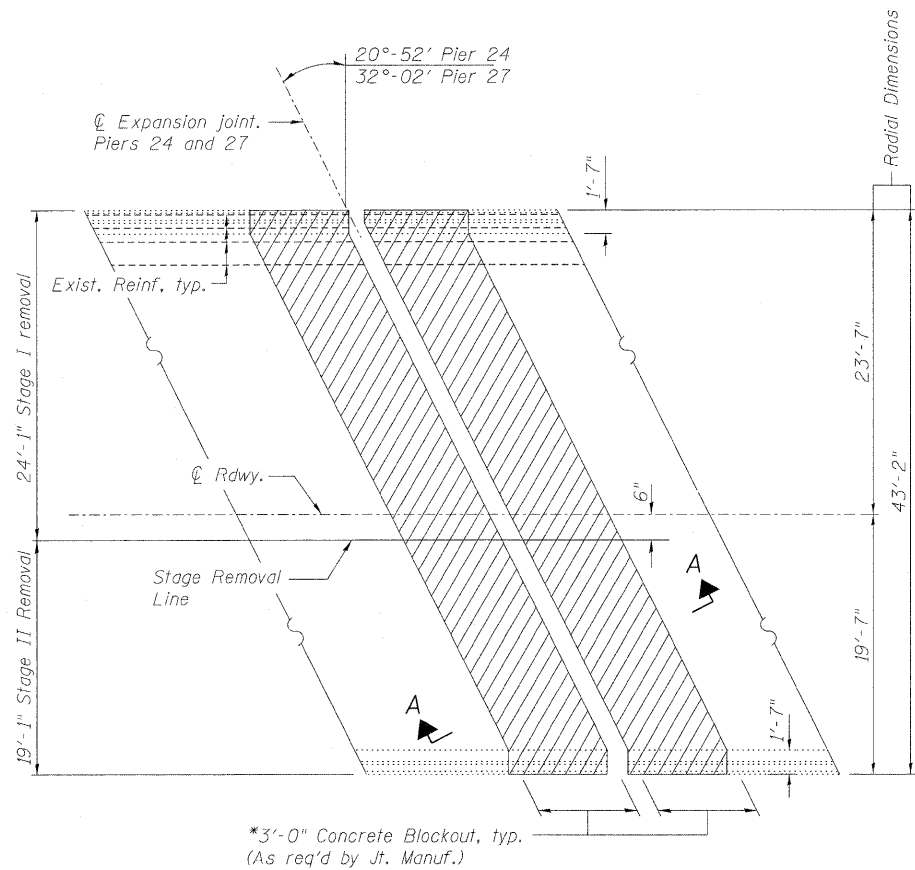 20°-52' Pier 24
32°-02' Pier 27
℄ Expansion joint.
Piers 24 and 27
Radial Dimensions
1'-7"
Exist. Reinf. typ.
24'-1" Stage I removal
23'-7"
43'-2"
℄ Rdwy.
6"
Stage Removal
Line
A
19'-1" Stage II Removal
19'-7"
A
1'-7"
*3'-0" Concrete Blockout, typ.
(As req'd by Jt. Manuf.)